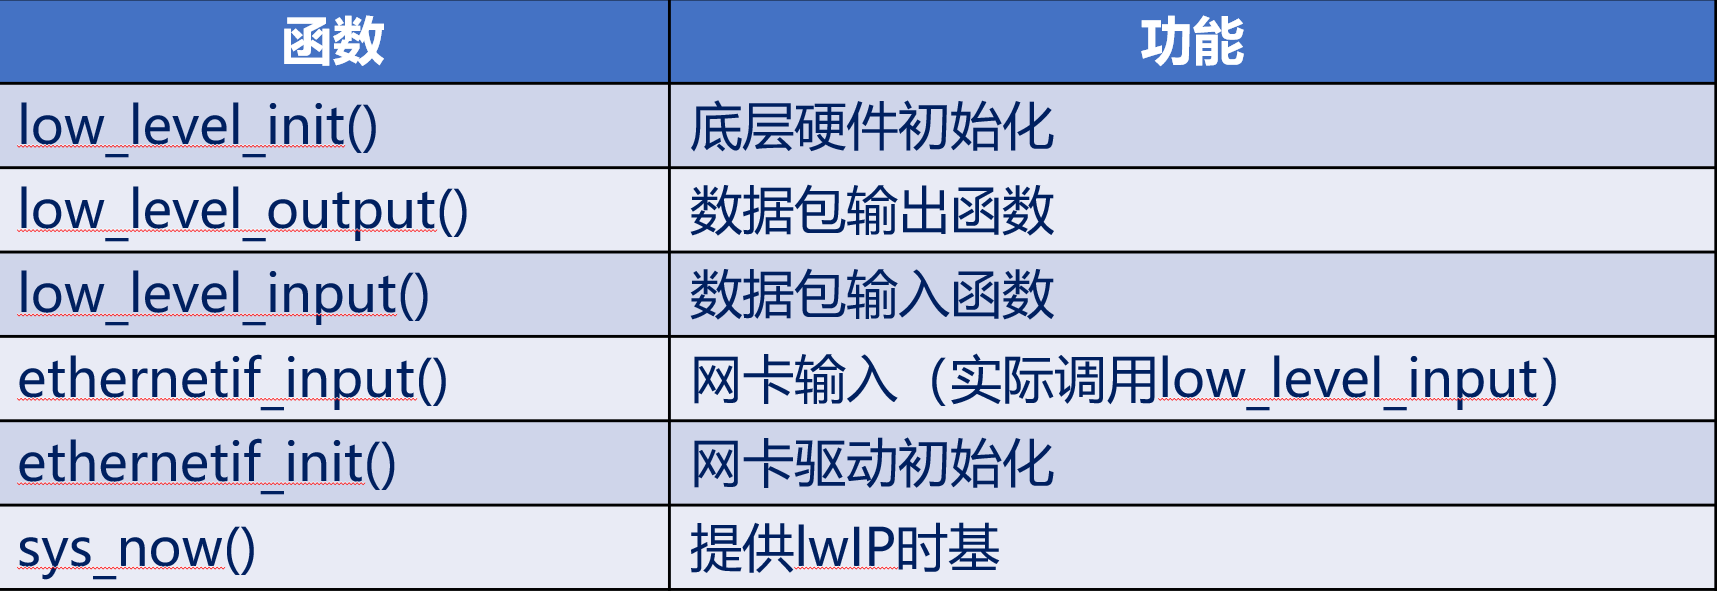 函数 功能
low_level_init() 底层硬件初始化
low_level_output() 数据包输出函数
low_level_input() 数据包输入函数
ethernetif_input() 网卡输入（实际调用low_level_input）
ethernetif_init() 网卡驱动初始化
sys_now() 提供lwIP时基